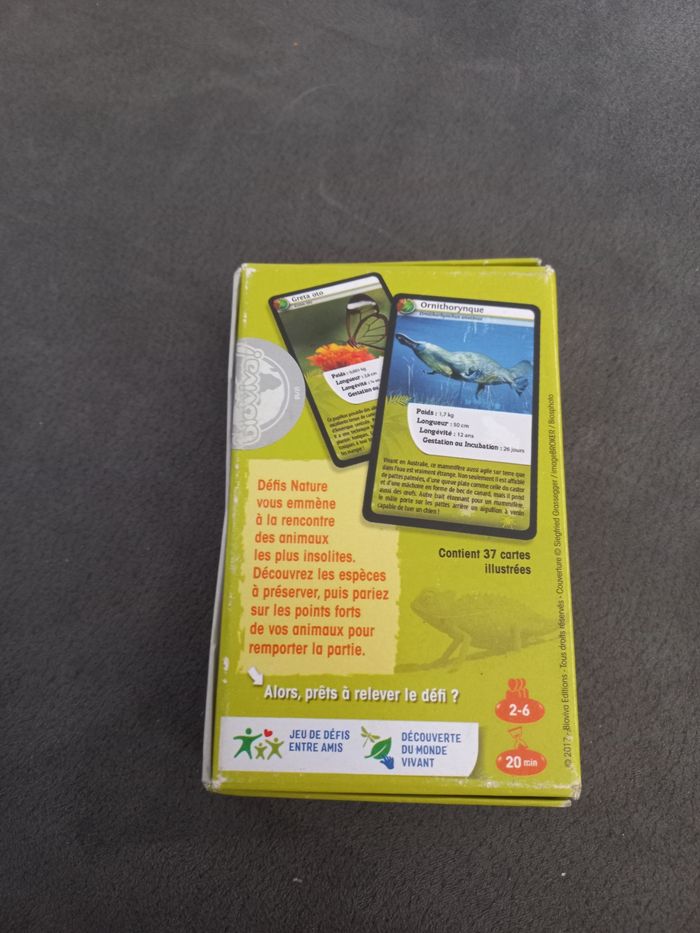 Greta oto
Poids : 0,003 kg
Longueur :
Longévité :
Gestation ou
Ornithorynque
Ornithorhynchus anatinus
Poids : 1,7 kg
Longueur : 50 cm
Longévité : 12 ans
Gestation ou Incubation : 26 jours
Vivant en Australie, ce mammifère aussi agile sur terre que
dans l'eau est vraiment étrange. Non seulement il est affublé
de pattes palmées, d'une queue plate comme celle du castor
et d'une mâchoire en forme de bec de canard, mais il pond
aussi des œufs. Autre trait étonnant pour un mammifère,
le mâle porte sur les pattes arrière un aiguillon à venin
capable de tuer un chien !
bioviva!
Défis Nature
vous emmène
à la rencontre
des animaux
les plus insolites.
Découvrez les espèces
à préserver, puis pariez
sur les points forts
de vos animaux pour
remporter la partie.
Contient 37 cartes
illustrées
Alors, prêts à relever le défi ?
JEU DE DÉFIS
ENTRE AMIS
DÉCOUVERTE
DU MONDE
VIVANT
2-6
20 min
© 2017 - Bioviva Editions - Tous droits réservés - Couverture © Siegfried Grassegger / imageBROKER / Biosphoto